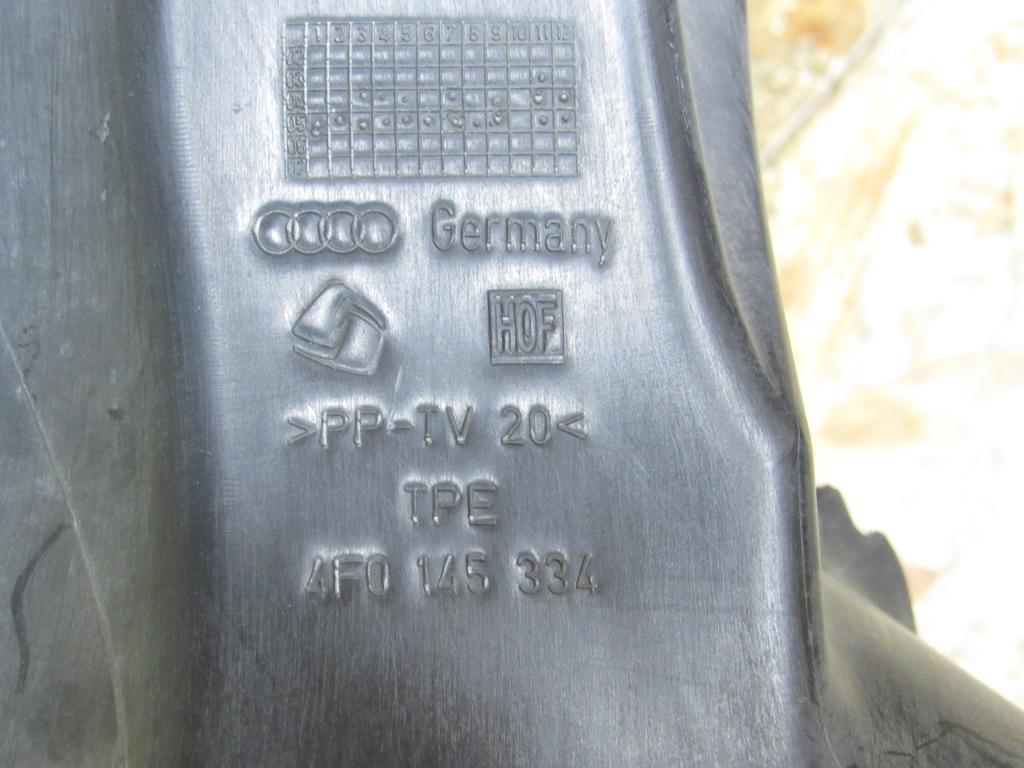 1 2 3 4 5 6 7 8 9 10 11 12
Germany
HOF
>PP-TV 20<
TPE
4F0 145 334